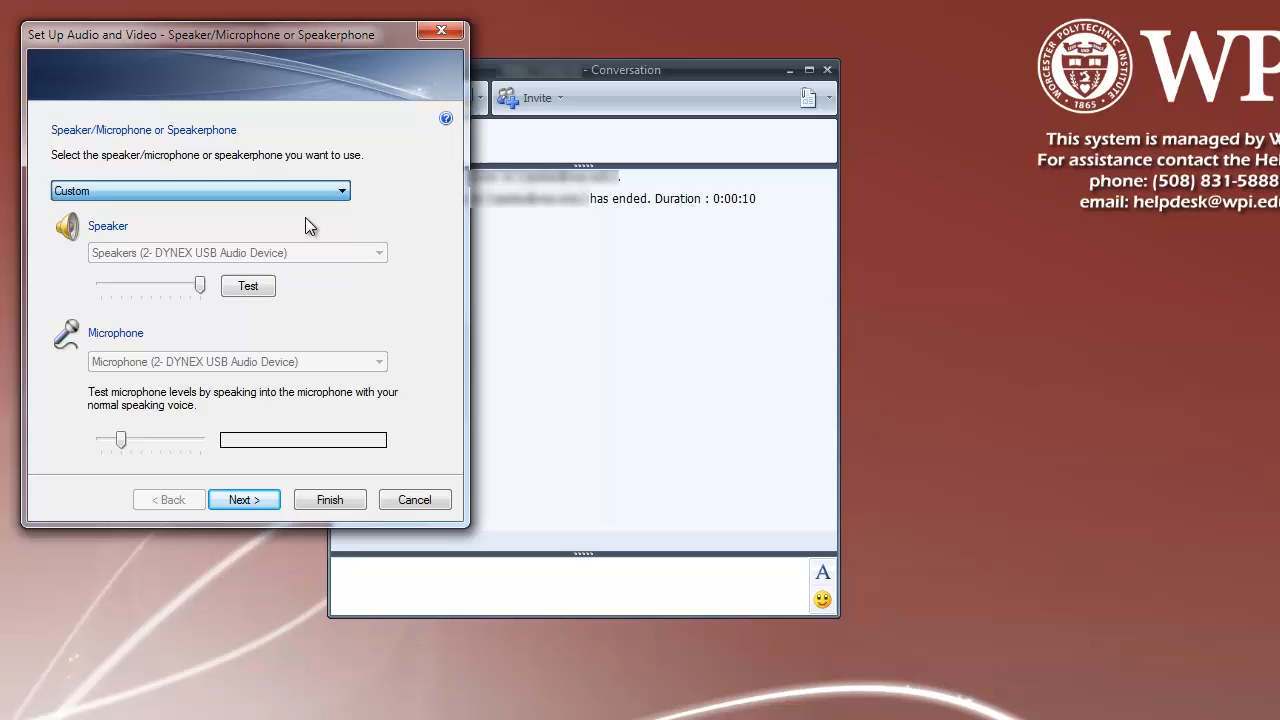 Set Up Audio and Video - Speaker/Microphone or Speakerphone
- Conversation
Invite
Speaker/Microphone or Speakerphone
Select the speaker/microphone or speakerphone you want to use.
Custom
Speaker
Speakers (2- DYNEX USB Audio Device)
Test
Microphone
Microphone (2- DYNEX USB Audio Device)
Test microphone levels by speaking into the microphone with your
normal speaking voice.
< Back
Next >
Finish
Cancel
has ended. Duration : 0:00:10
A
WORCESTER POLYTECHNIC INSTITUTE
1865
WPI
This system is managed by W
For assistance contact the He
phone: (508) 831-5888
email: helpdesk@wpi.ed